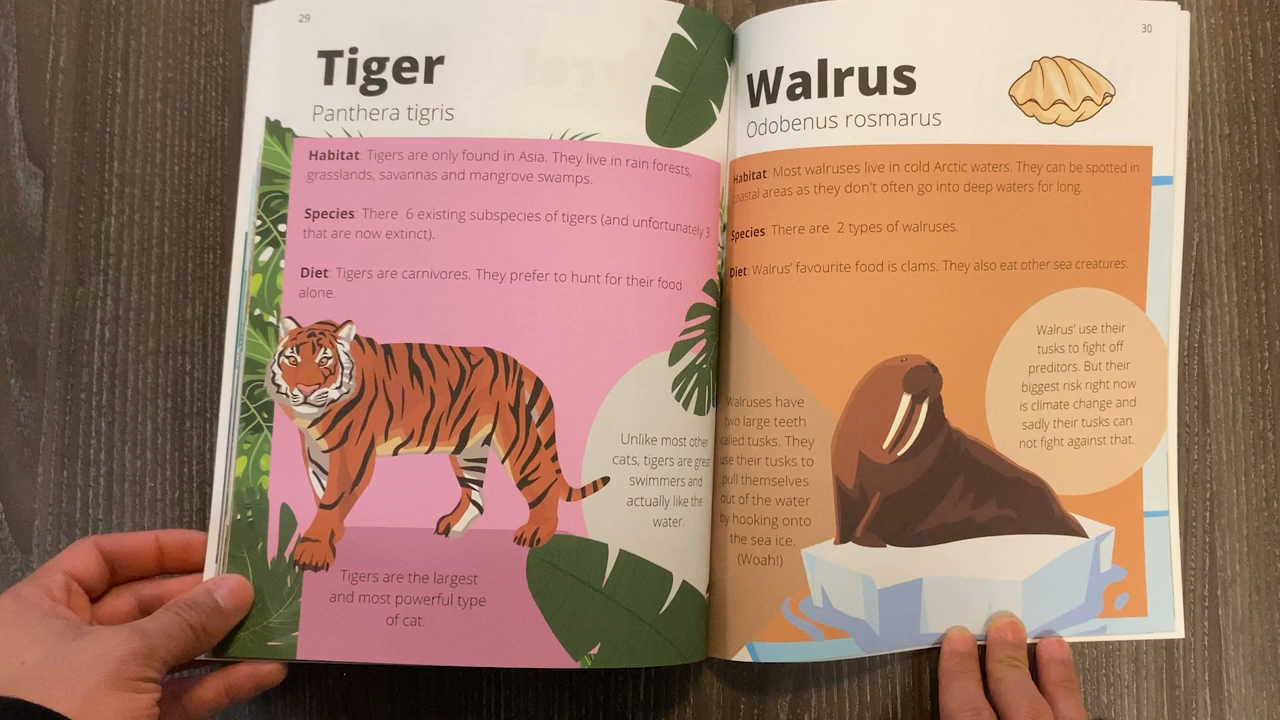 29
Tiger
Panthera tigris
Habitat: Tigers are only found in Asia. They live in rain forests,
grasslands, savannas and mangrove swamps.
Species: There 6 existing subspecies of tigers (and unfortunately 3
that are now extinct).
Diet: Tigers are carnivores. They prefer to hunt for their food
alone.
Unlike most other
cats, tigers are great
swimmers and
actually like the
water.
Tigers are the largest
and most powerful type
of cat.
30
Walrus
Odobenus rosmarus
Habitat: Most walruses live in cold Arctic waters. They can be spotted in
coastal areas as they don't often go into deep waters for long.
Species: There are 2 types of walruses.
Diet: Walrus' favourite food is clams. They also eat other sea creatures.
Walrus' use their
tusks to fight off
preditors. But their
biggest risk right now
is climate change and
sadly their tusks can
not fight against that.
Walruses have
two large teeth
called tusks. They
use their tusks to
pull themselves
out of the water
by hooking onto
the sea ice.
(Woah!)